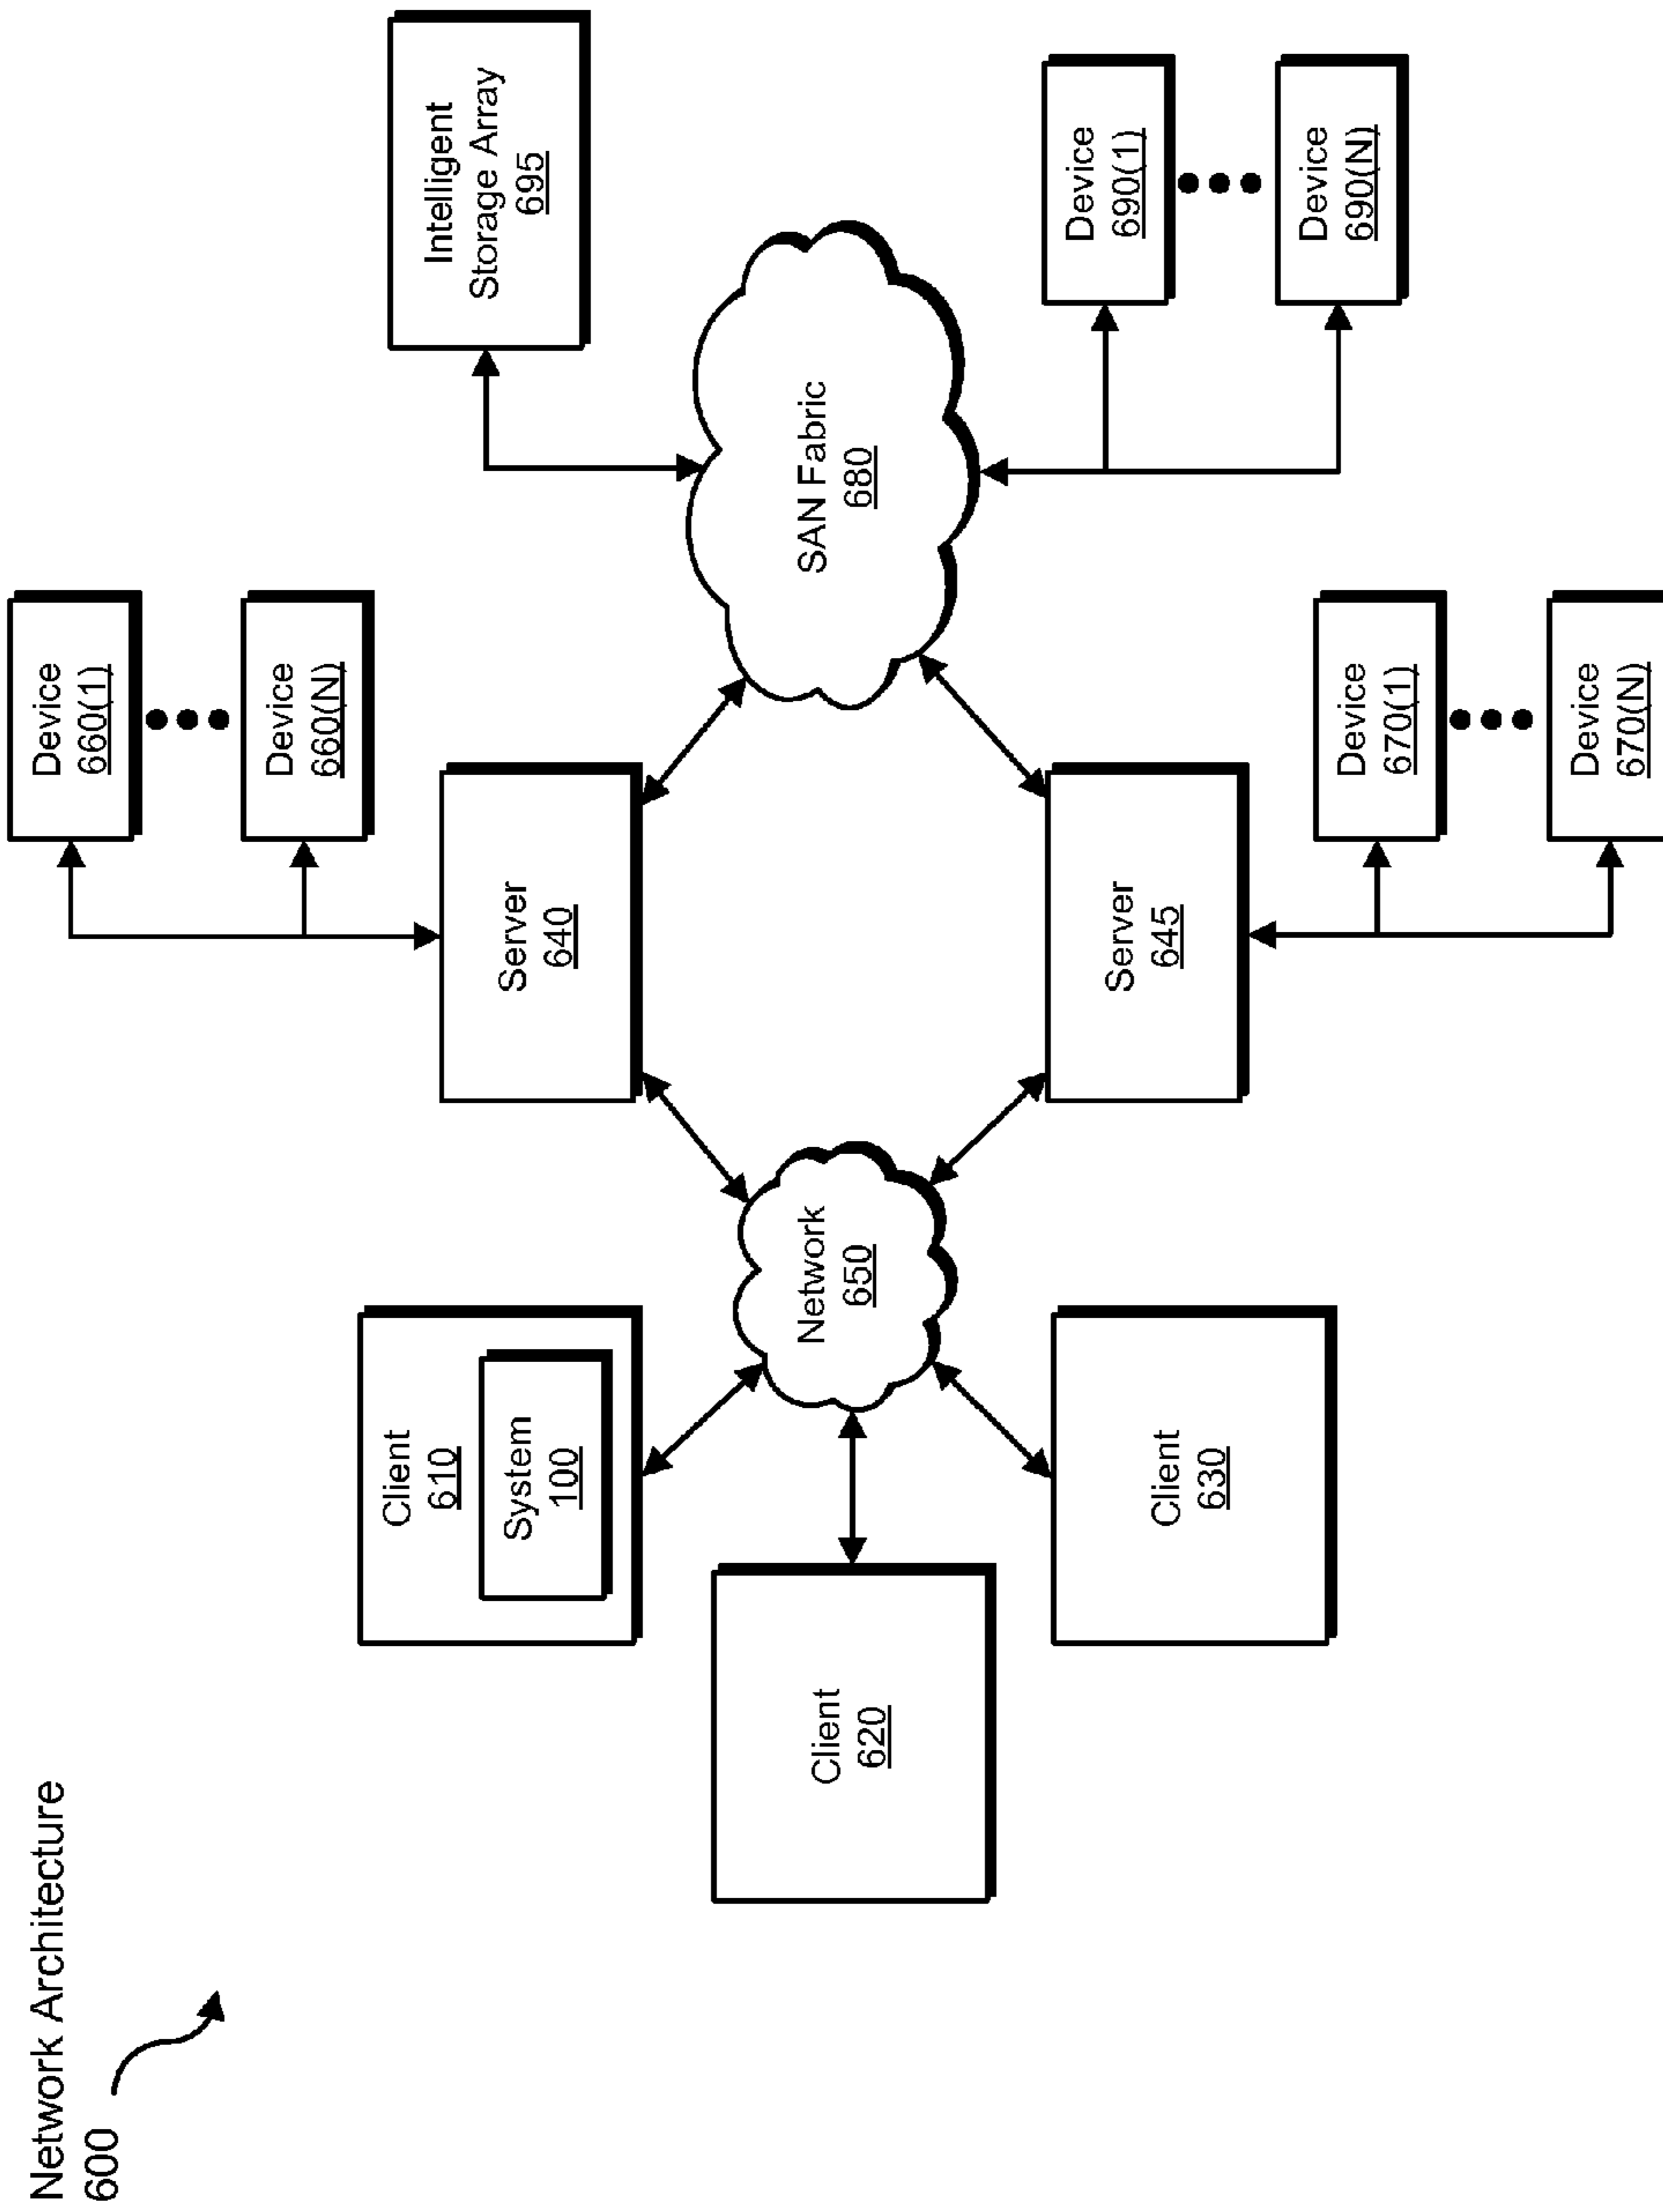 Network Architecture
600
Client
610
System
100
Client
620
Client
630
Network
650
Server
640
Server
645
Device
660(1)
Device
660(N)
Device
670(1)
Device
670(N)
SAN Fabric
680
Intelligent
Storage Array
695
Device
690(1)
Device
690(N)